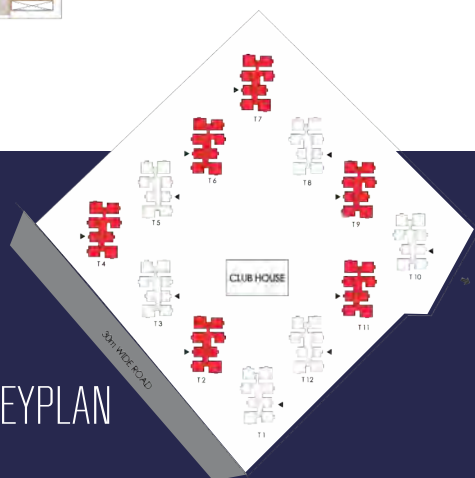 T7
T6
T8
T5
T9
T4
T10
CLUB HOUSE
T3
T11
30m WIDE ROAD
T2
T12
EYPLAN
T1